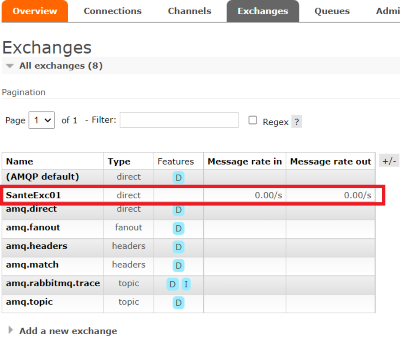 Overview Connections Channels Exchanges Queues Admi
Exchanges
All exchanges (8)
Pagination
Page 1 of 1 - Filter: Regex ?
Name Type Features Message rate in Message rate out +/-
(AMQP default) direct D
SanteExc01 direct 0.00/s 0.00/s
amq.direct direct D
amq.fanout fanout D
amq.headers headers D
amq.match headers D
amq.rabbitmq.trace topic D I
amq.topic topic D
Add a new exchange